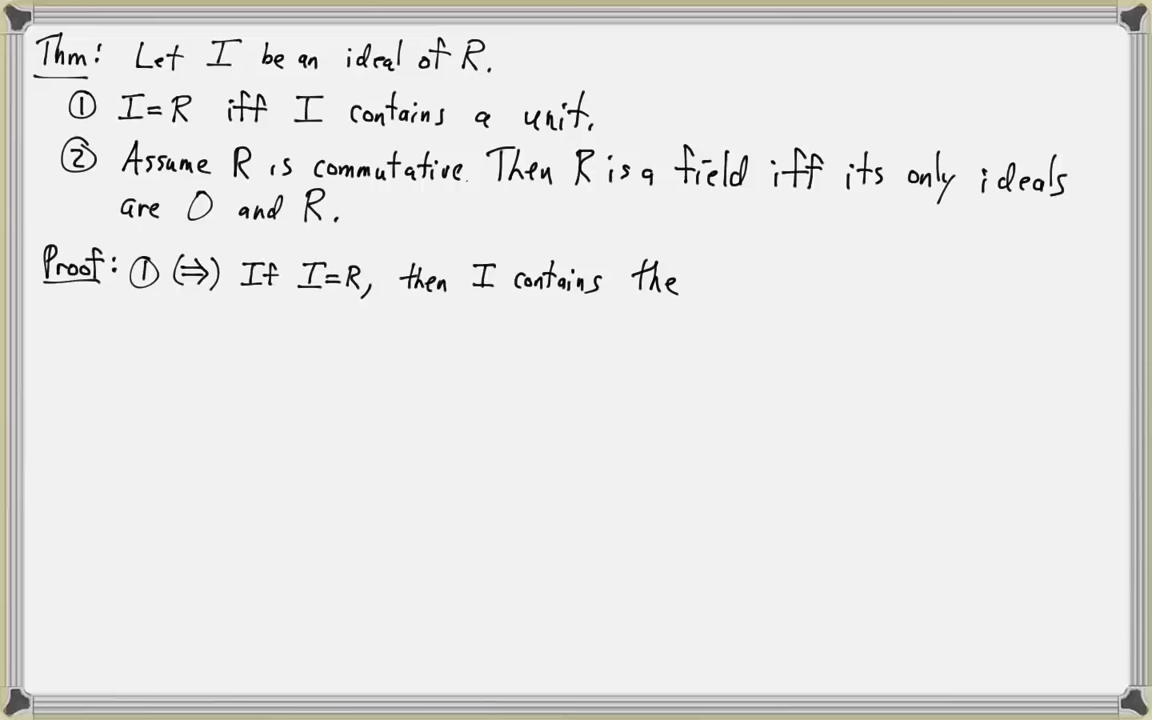 Thm: Let I be an ideal of R.
① I=R iff I contains a unit.
② Assume R is commutative. Then R is a field iff its only ideals
are 0 and R.
Proof: ① (⇒) If I=R, then I contains the